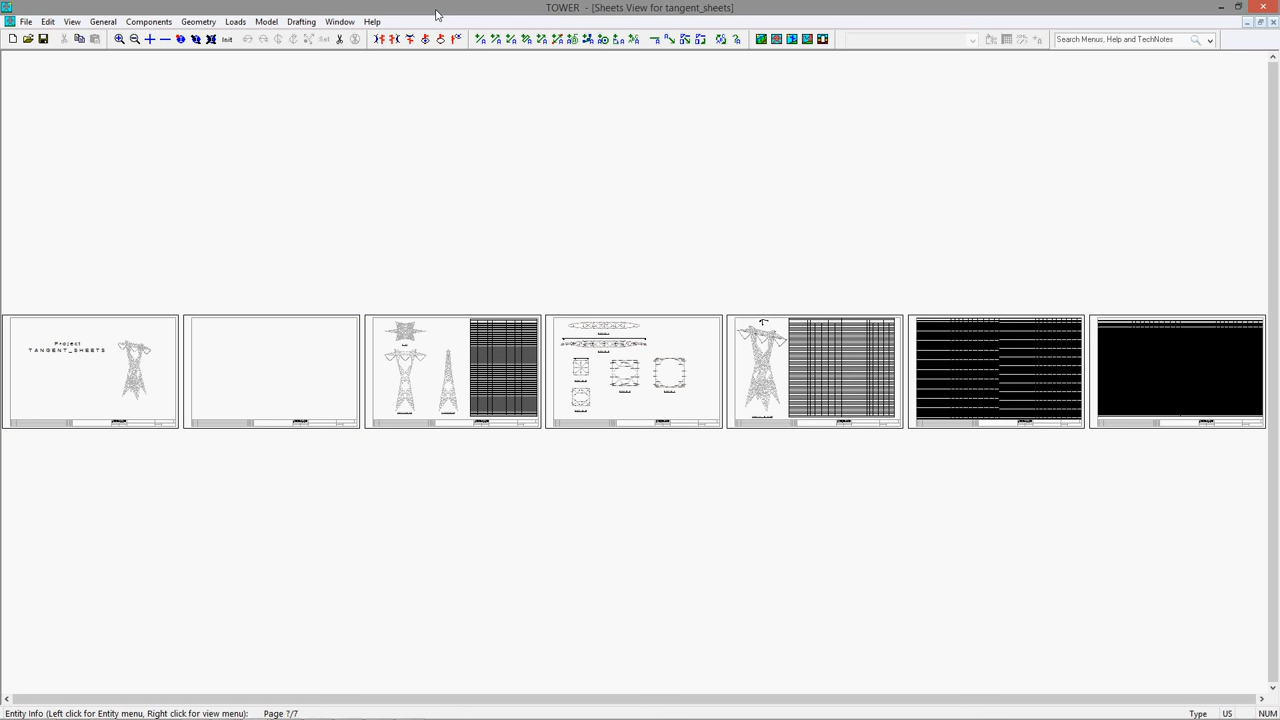 TOWER - [Sheets View for tangent_sheets]
File Edit View General Components Geometry Loads Model Drafting Window Help
Init
Search Menus, Help and TechNotes
Project
TANGENT_SHEETS
Entity Info (Left click for Entity menu, Right click for view menu): Page ?/7
Type US NUM